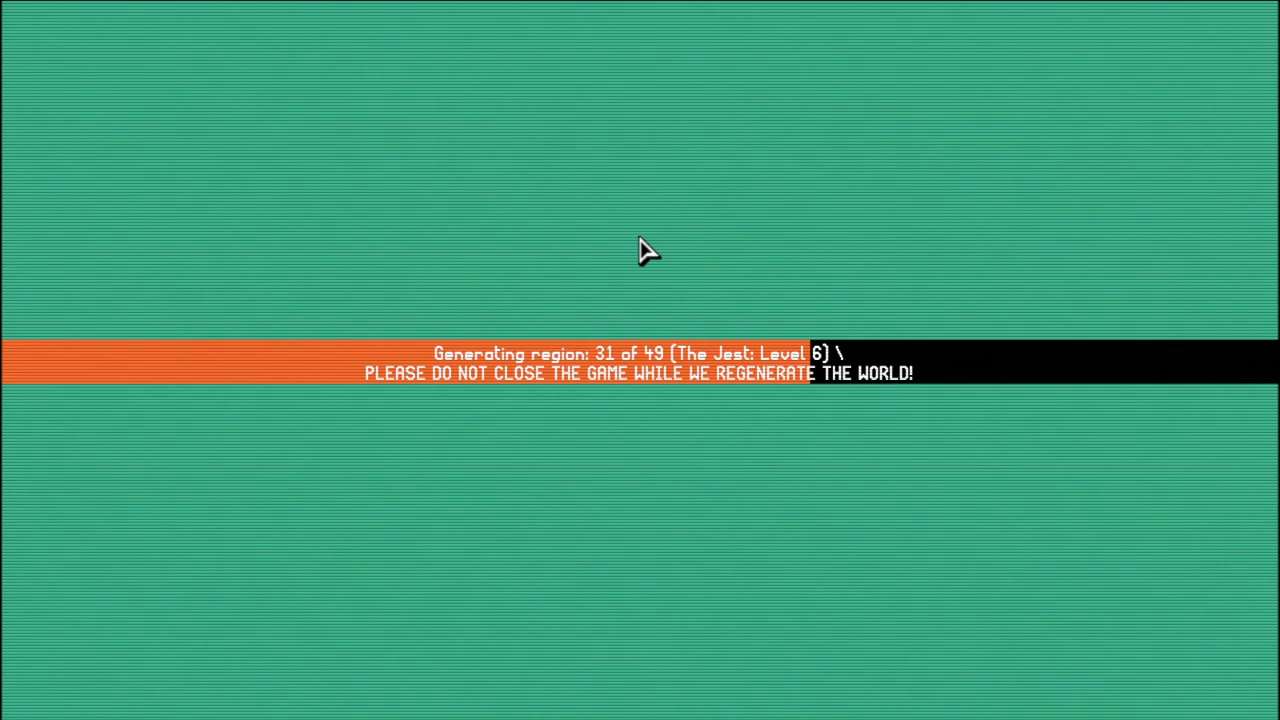 Generating region: 31 of 49 (The Jest: Level 6) \
PLEASE DO NOT CLOSE THE GAME WHILE WE REGENERATE THE WORLD!